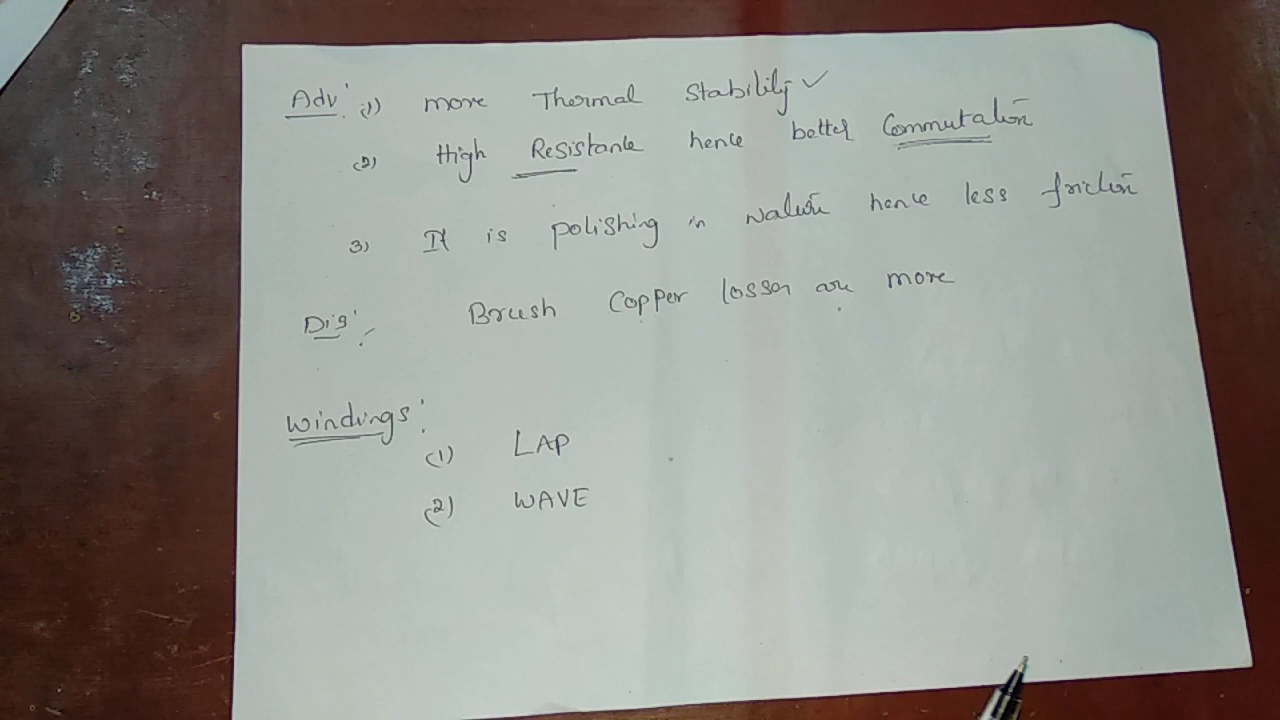 Adv: (1) more Thermal Stability ✓
(2) High Resistance hence better Commutation
3) It is polishing in nature hence less friction
Dis: Brush Copper losses are more
Windings:
(1) LAP
(2) WAVE